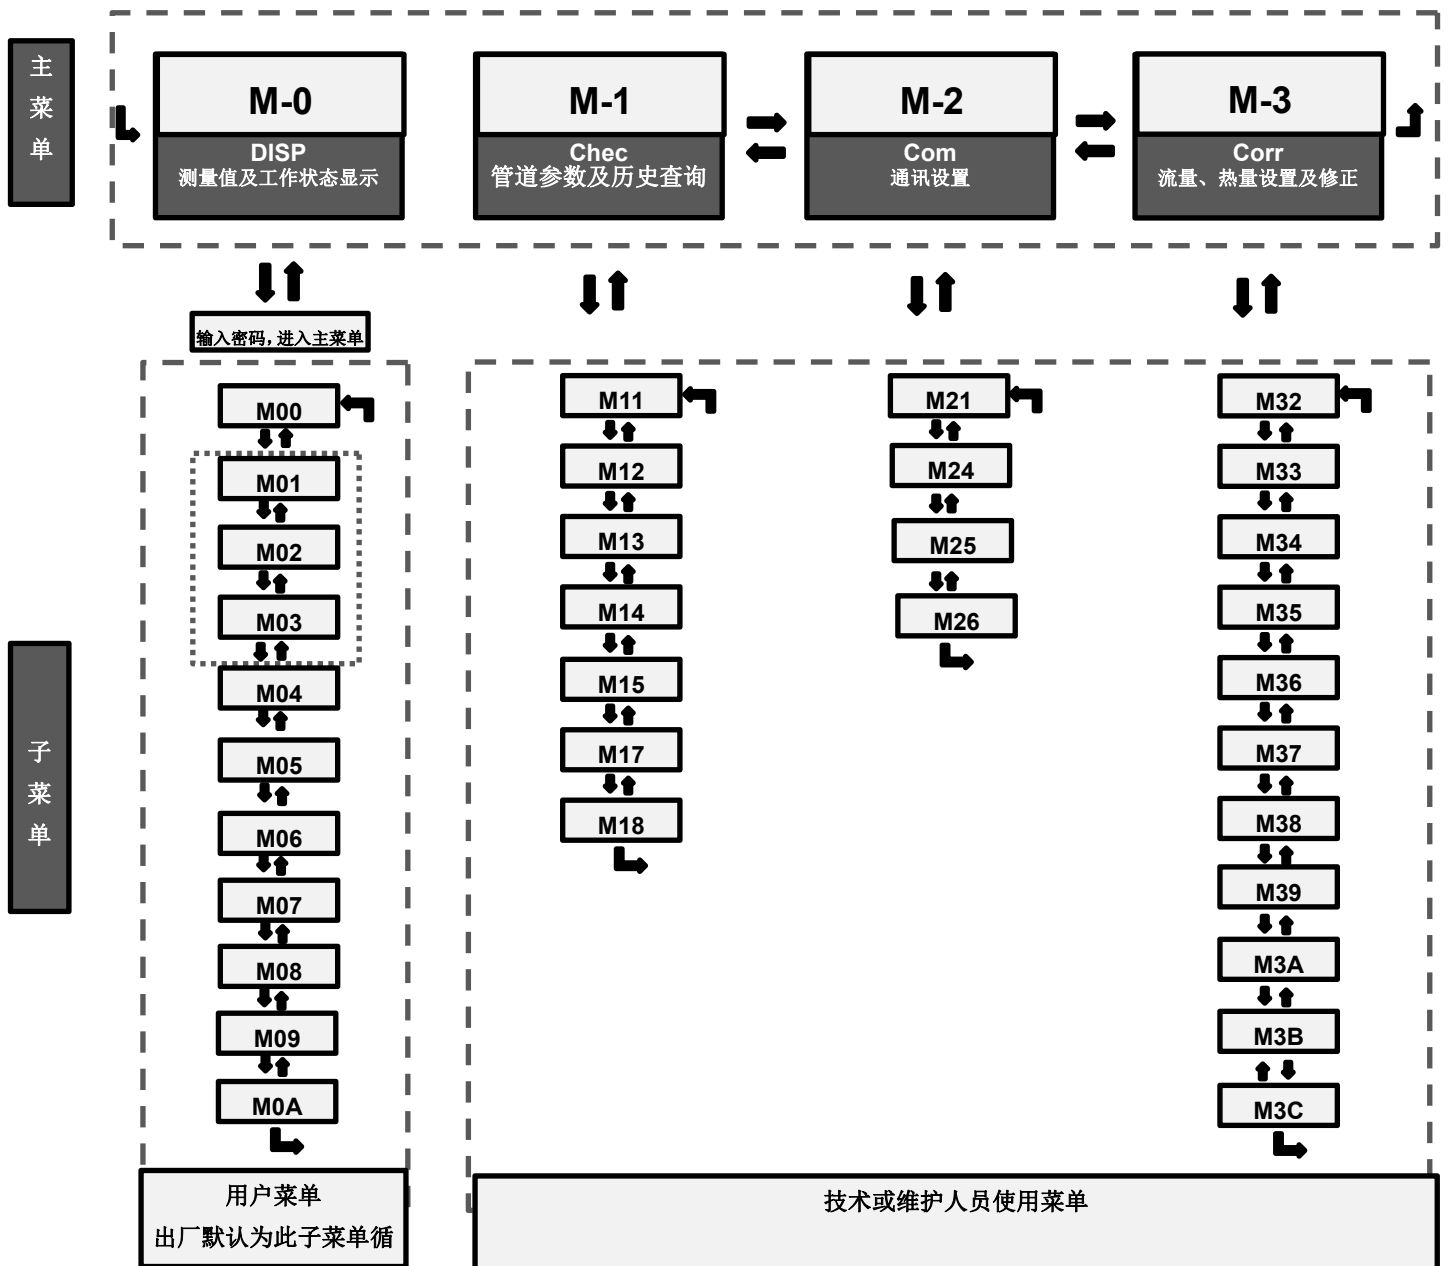 主
菜
单
M-0
DISP
测量值及工作状态显示
M-1
Chec
管道参数及历史查询
M-2
Com
通讯设置
M-3
Corr
流量、热量设置及修正
输入密码，进入主菜单
子
菜
单
M00
M01
M02
M03
M04
M05
M06
M07
M08
M09
M0A
M11
M12
M13
M14
M15
M17
M18
M21
M24
M25
M26
M32
M33
M34
M35
M36
M37
M38
M39
M3A
M3B
M3C
用户菜单
出厂默认为此子菜单循
技术或维护人员使用菜单